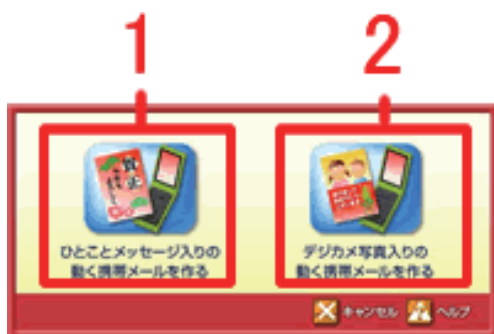 1
2
ひとことメッセージ入りの
動く携帯メールを作る
デジカメ写真入りの
動く携帯メールを作る
キャンセル
ヘルプ